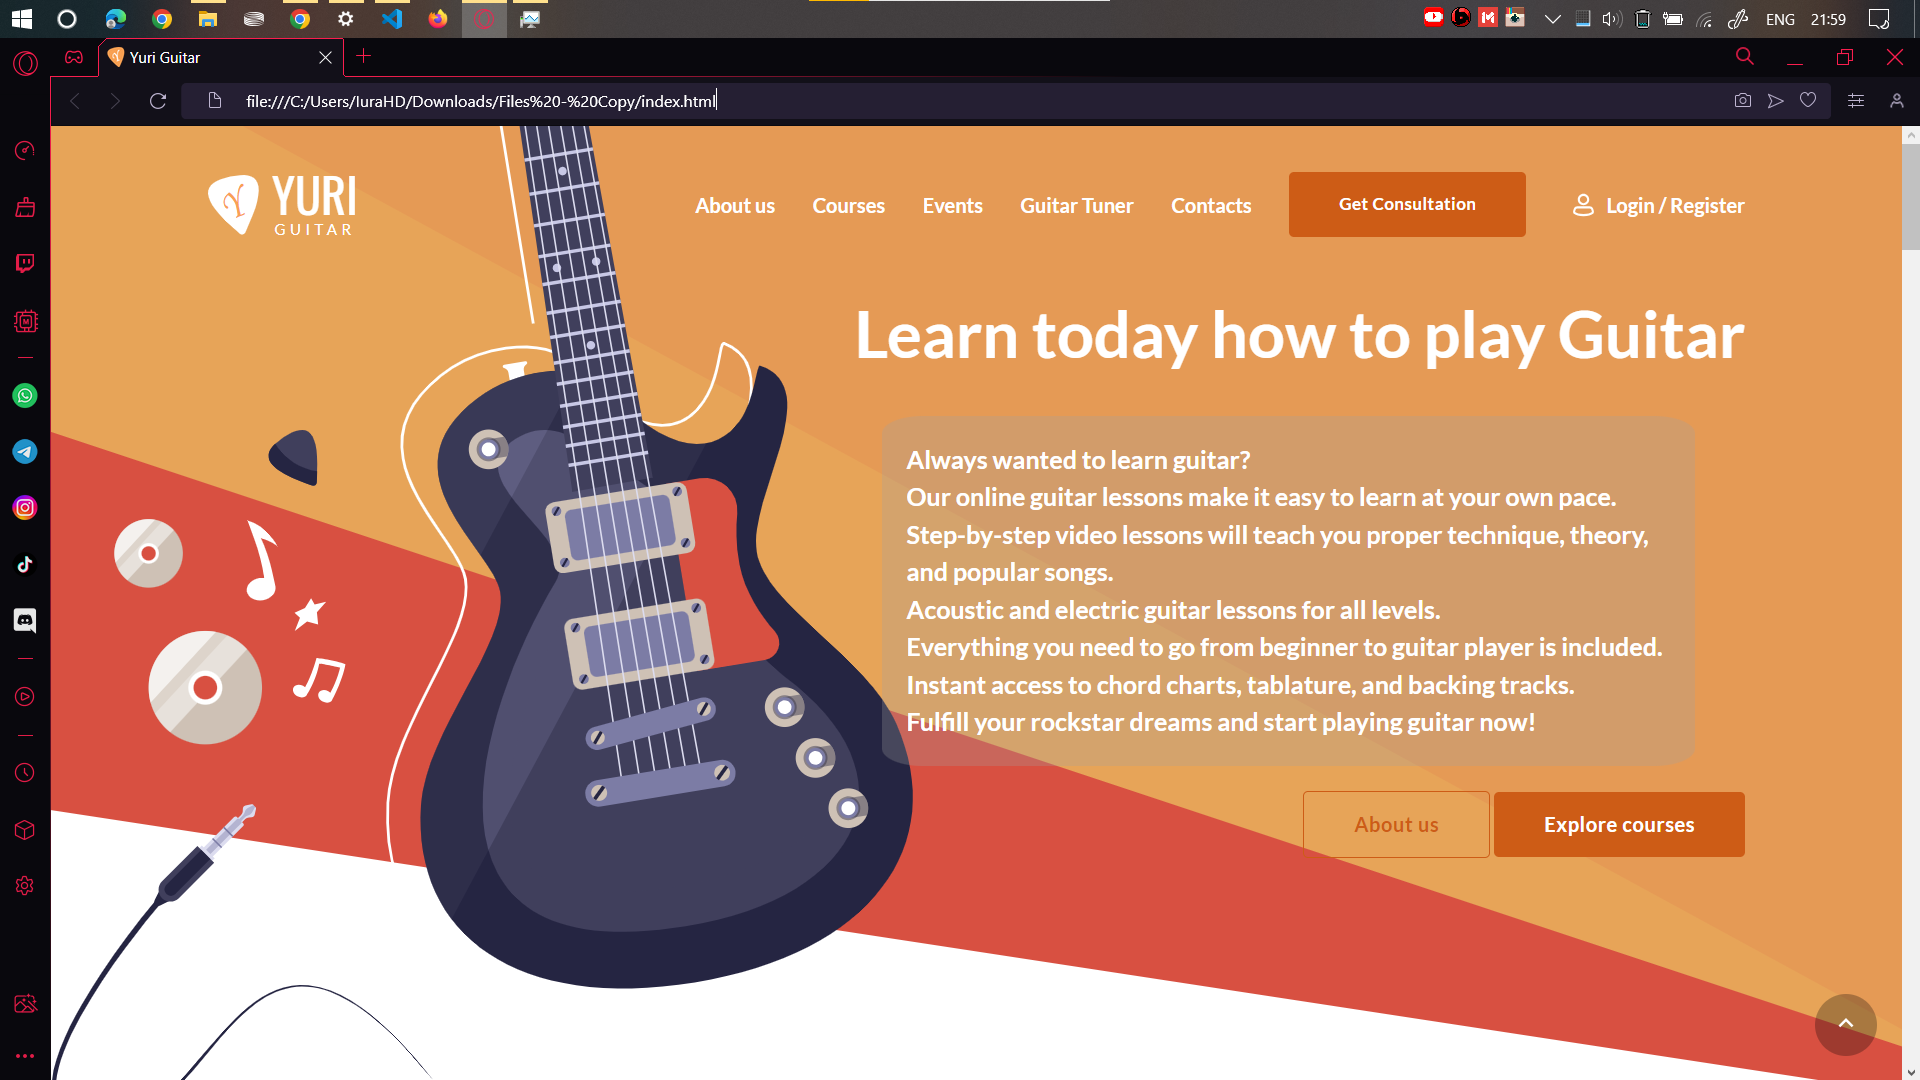 ENG 21:59
Yuri Guitar
file:///C:/Users/IuraHD/Downloads/Files%20-%20Copy/index.html
YURI
GUITAR
About us Courses Events Guitar Tuner Contacts Get Consultation Login / Register
Learn today how to play Guitar
Always wanted to learn guitar?
Our online guitar lessons make it easy to learn at your own pace.
Step-by-step video lessons will teach you proper technique, theory,
and popular songs.
Acoustic and electric guitar lessons for all levels.
Everything you need to go from beginner to guitar player is included.
Instant access to chord charts, tablature, and backing tracks.
Fulfill your rockstar dreams and start playing guitar now!
About us Explore courses